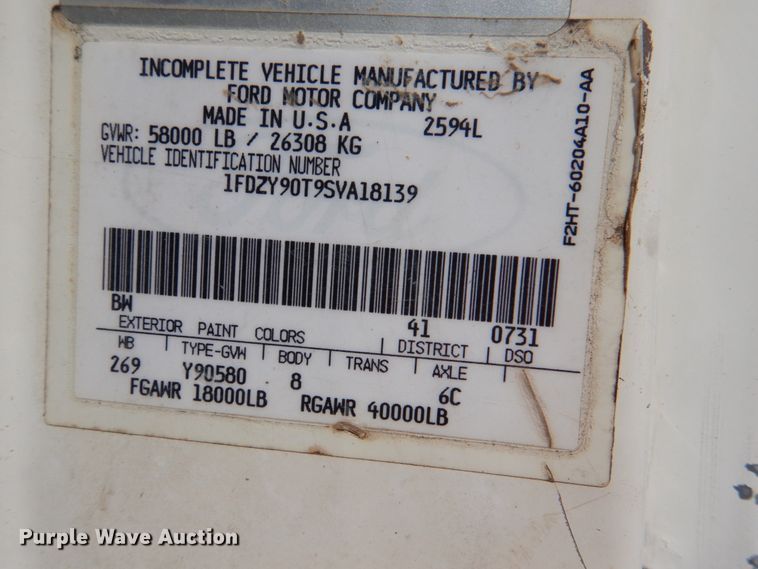 INCOMPLETE VEHICLE MANUFACTURED BY
FORD MOTOR COMPANY
MADE IN U.S.A 2594L
GVWR: 58000 LB / 26308 KG
VEHICLE IDENTIFICATION NUMBER
1FDZY90T9SVA18139
F2HT-60204A10-AA
BW 41 0731
EXTERIOR PAINT COLORS DISTRICT DSO
WB TYPE-GVW BODY TRANS AXLE
269 Y90580 8 6C
FGAWR 18000LB RGAWR 40000LB
Purple Wave Auction